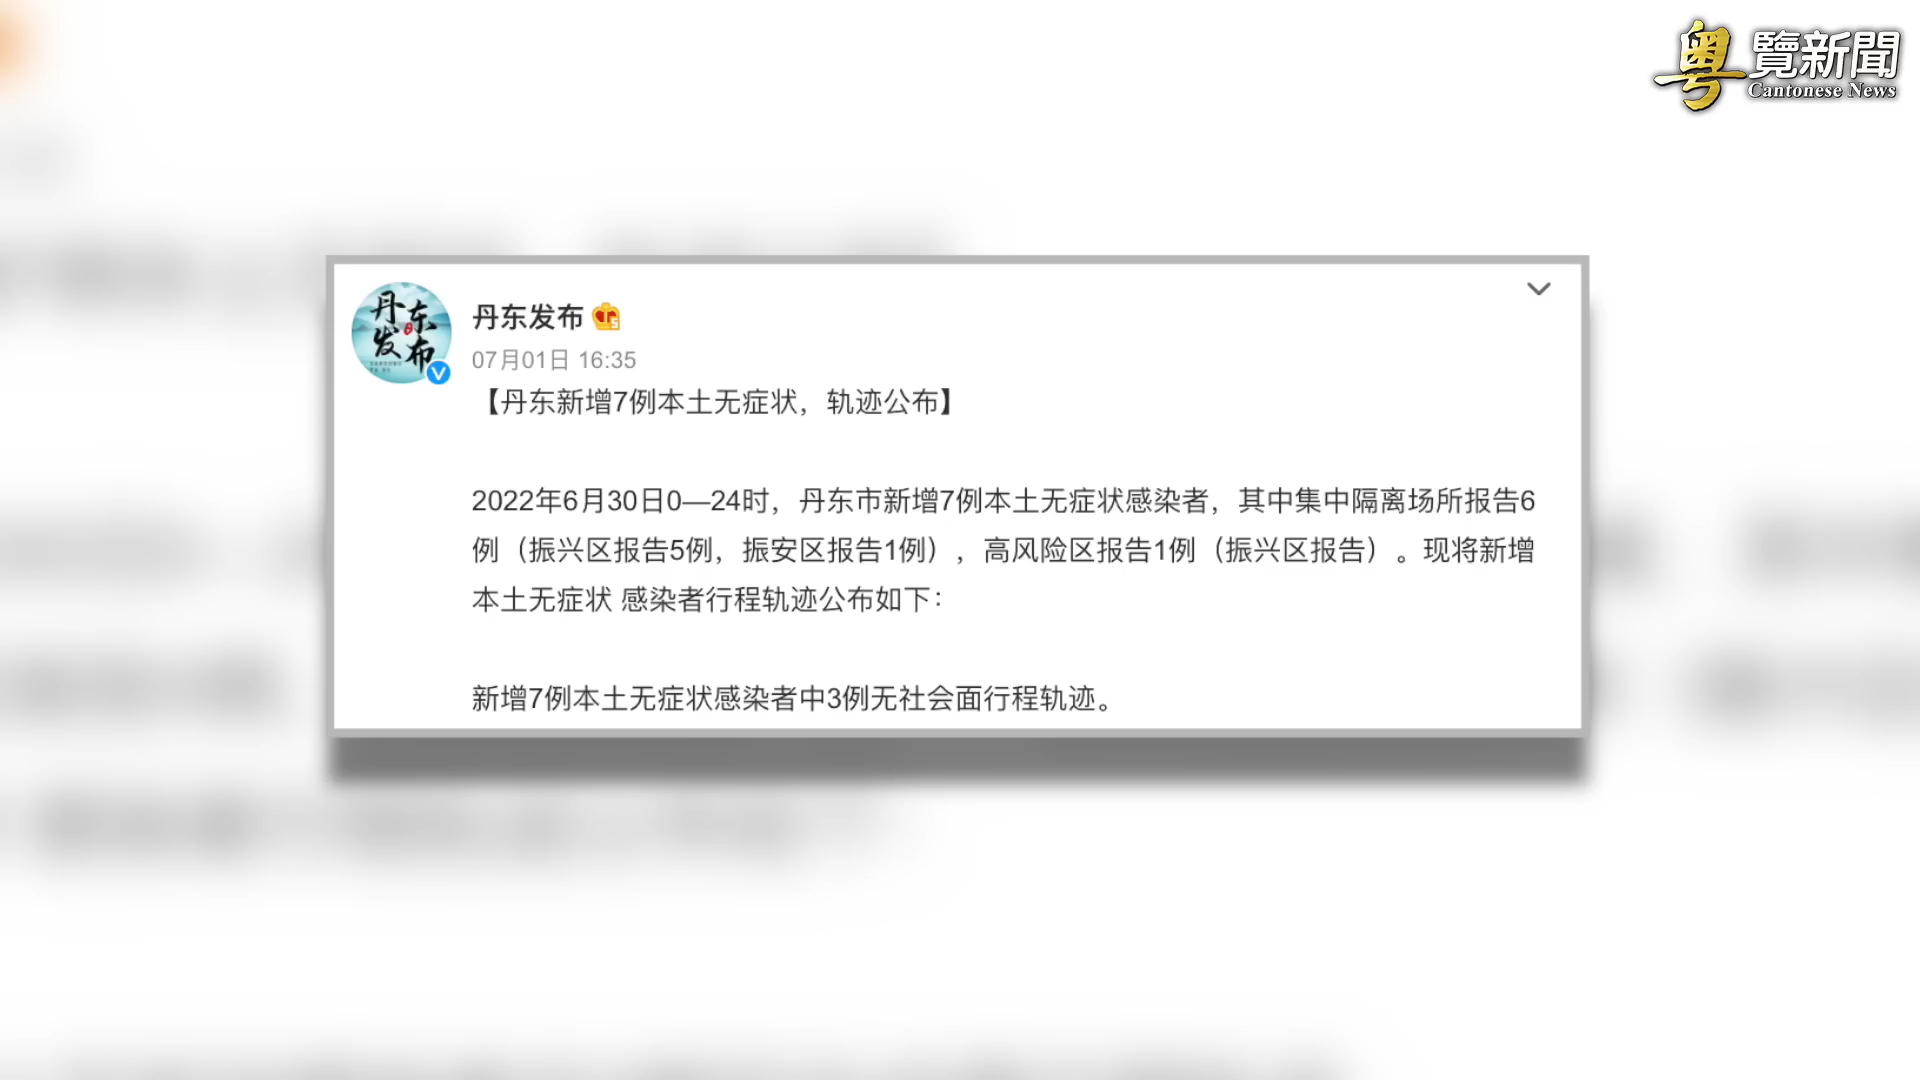 粤覽新聞
Cantonese News
丹东发布
丹东发布
07月01日 16:35
【丹东新增7例本土无症状，轨迹公布】
2022年6月30日0—24时，丹东市新增7例本土无症状感染者，其中集中隔离场所报告6
例（振兴区报告5例，振安区报告1例），高风险区报告1例（振兴区报告）。现将新增
本土无症状 感染者行程轨迹公布如下：
新增7例本土无症状感染者中3例无社会面行程轨迹。